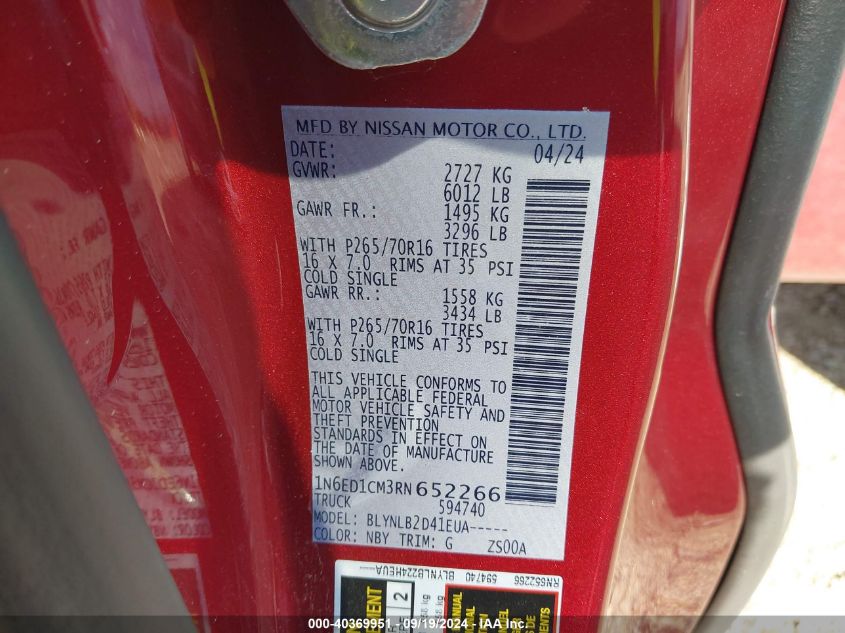 MFD BY NISSAN MOTOR CO., LTD.
DATE: 04/24
GVWR: 2727 KG
6012 LB
GAWR FR.: 1495 KG
3296 LB
WITH P265/70R16 TIRES
16 X 7.0 RIMS AT 35 PSI
COLD SINGLE
GAWR RR.: 1558 KG
3434 LB
WITH P265/70R16 TIRES
16 X 7.0 RIMS AT 35 PSI
COLD SINGLE
THIS VEHICLE CONFORMS TO
ALL APPLICABLE FEDERAL
MOTOR VEHICLE SAFETY AND
THEFT PREVENTION
STANDARDS IN EFFECT ON
THE DATE OF MANUFACTURE
SHOWN ABOVE.
1N6ED1CM3RN652266
TRUCK 594740
MODEL: BLYNLB2D41EUA-----
COLOR: NBY TRIM: G ZS00A
RN652266 594740 BLYNLB2Z4HEUA
2
000-40369951 - 09/19/2024 - IAA Inc.